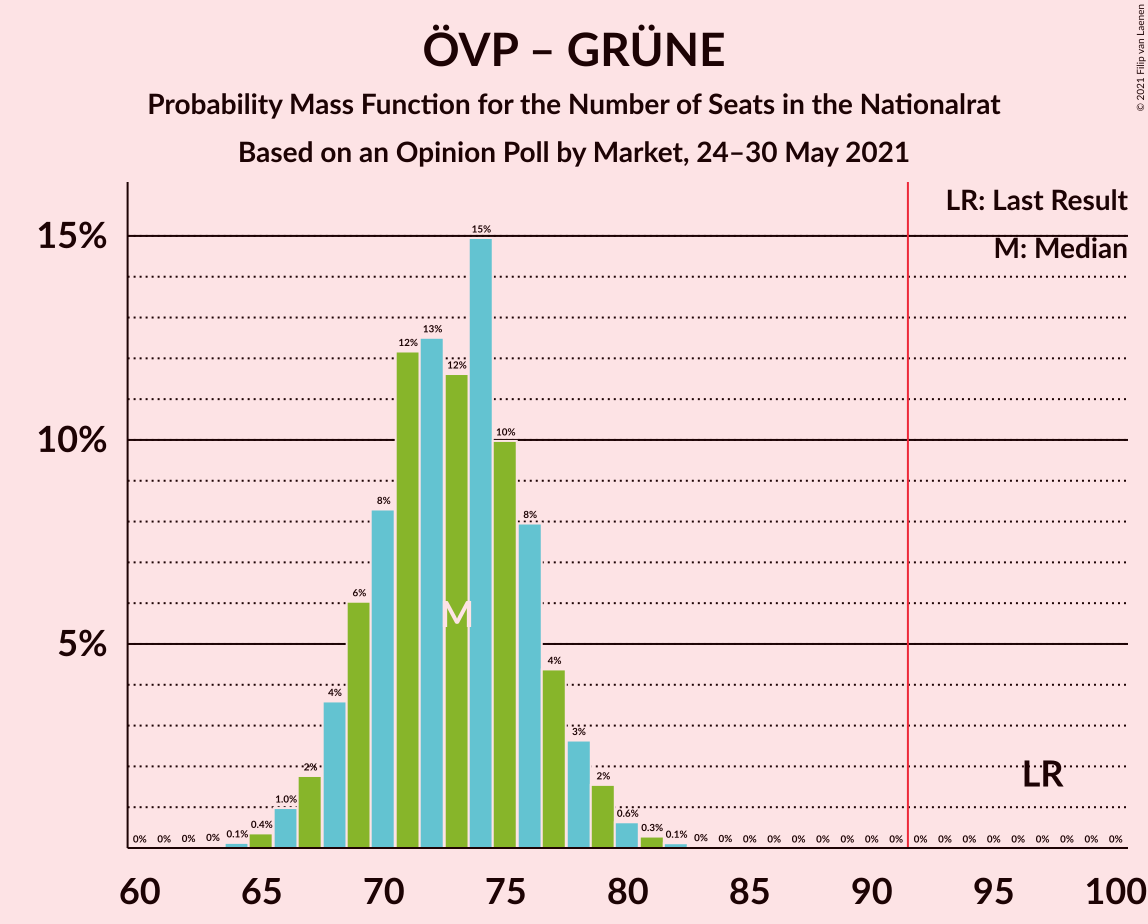 ÖVP – GRÜNE
Probability Mass Function for the Number of Seats in the Nationalrat
Based on an Opinion Poll by Market, 24–30 May 2021
© 2021 Filip van Laenen
LR: Last Result
M: Median
15%
10%
5%
0% 0% 0% 0% 0.1% 0.4% 1.0% 2% 4% 6% 8% 12% 13% 12% 15% 10% 8% 4% 3% 2% 0.6% 0.3% 0.1% 0% 0% 0% 0% 0% 0% 0% 0% 0% 0% 0% 0% 0% 0% 0% 0% 0% 0%
M
LR
60 65 70 75 80 85 90 95 100